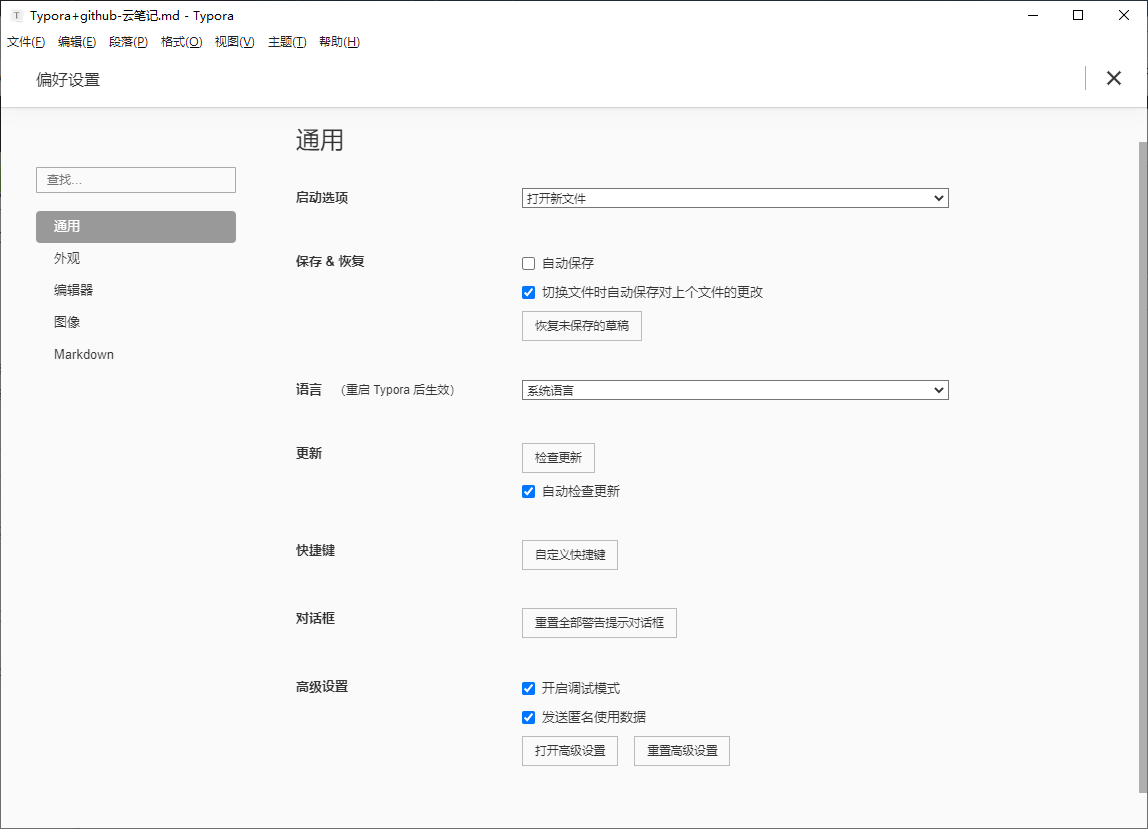 T Typora+github-云笔记.md - Typora
文件(F) 编辑(E) 段落(P) 格式(O) 视图(V) 主题(T) 帮助(H)
偏好设置
通用
查找...
通用
外观
编辑器
图像
Markdown
启动选项 打开新文件
保存 & 恢复 自动保存
切换文件时自动保存对上个文件的更改
恢复未保存的草稿
语言 （重启 Typora 后生效） 系统语言
更新 检查更新
自动检查更新
快捷键 自定义快捷键
对话框 重置全部警告提示对话框
高级设置 开启调试模式
发送匿名使用数据
打开高级设置 重置高级设置